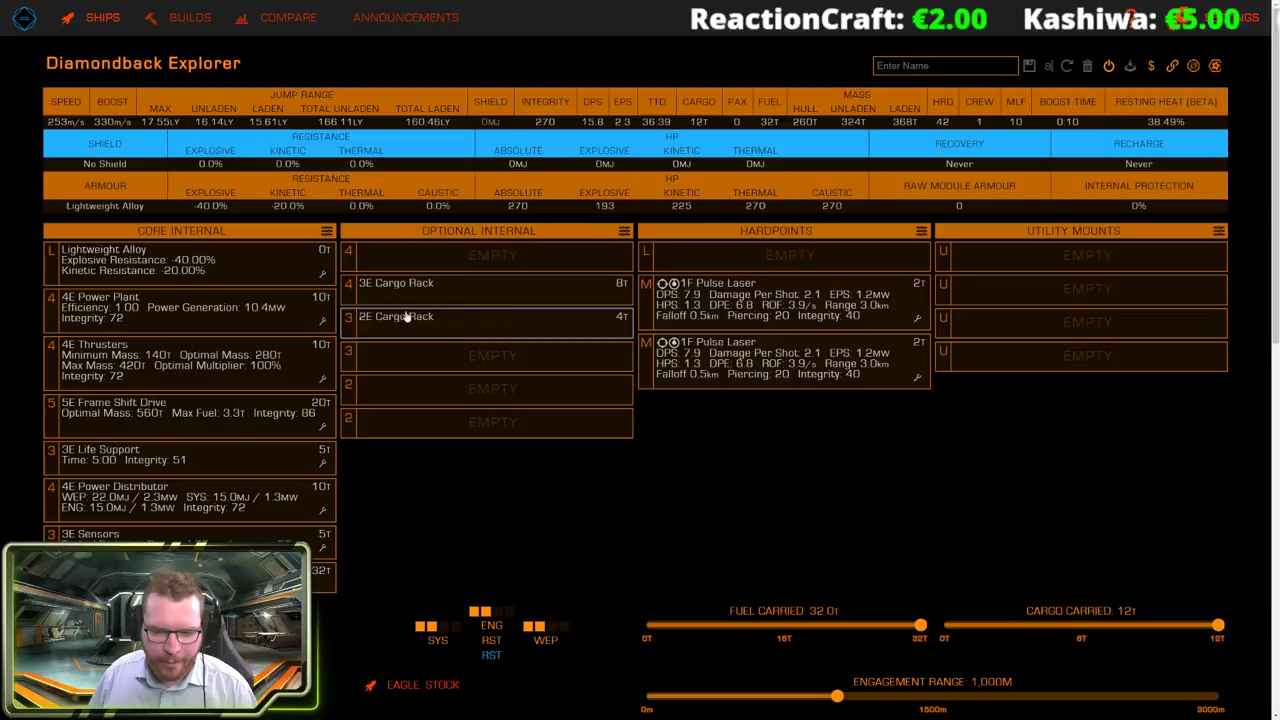 SHIPS BUILDS COMPARE ANNOUNCEMENTS
ReactionCraft: €2.00 Kashiwa: €5.00
Diamondback Explorer
Enter Name
SPEED BOOST JUMP RANGE SHIELD INTEGRITY DPS EPS TTD CARGO PAX FUEL MASS HRD CREW MLF BOOST TIME RESTING HEAT (BETA)
MAX UNLADEN LADEN TOTAL UNLADEN TOTAL LADEN HULL UNLADEN LADEN
253m/s 330m/s 17.55LY 16.14LY 15.61LY 166.11LY 160.46LY 0MJ 270 15.8 2.3 36:39 12T 0 32T 260T 324T 368T 42 1 10 0:10 38.49%
SHIELD RESISTANCE HP RECOVERY RECHARGE
EXPLOSIVE KINETIC THERMAL ABSOLUTE EXPLOSIVE KINETIC THERMAL
No Shield 0.0% 0.0% 0.0% 0MJ 0MJ 0MJ 0MJ Never Never
ARMOUR RESISTANCE HP RAW MODULE ARMOUR INTERNAL PROTECTION
EXPLOSIVE KINETIC THERMAL CAUSTIC ABSOLUTE EXPLOSIVE KINETIC THERMAL CAUSTIC
Lightweight Alloy -40.0% -20.0% 0.0% 0.0% 270 193 225 270 270 0 0%
CORE INTERNAL
L Lightweight Alloy 0T
Explosive Resistance: -40.00%
Kinetic Resistance: -20.00%
4 4E Power Plant 10T
Efficiency: 1.00 Power Generation: 10.4MW
Integrity: 72
4 4E Thrusters 10T
Minimum Mass: 140T Optimal Mass: 280T
Max Mass: 420T Optimal Multiplier: 100%
Integrity: 72
5 5E Frame Shift Drive 20T
Optimal Mass: 560T Max Fuel: 3.3T Integrity: 86
3 3E Life Support 5T
Time: 5:00 Integrity: 51
4 4E Power Distributor 10T
WEP: 22.0MJ / 2.3MW SYS: 15.0MJ / 1.3MW
ENG: 15.0MJ / 1.3MW Integrity: 72
3 3E Sensors 5T
32T
OPTIONAL INTERNAL
4 EMPTY
4 3E Cargo Rack 8T
3 2E Cargo Rack 4T
3 EMPTY
2 EMPTY
2 EMPTY
HARDPOINTS
L EMPTY
M 1F Pulse Laser 2T
DPS: 7.9 Damage Per Shot: 2.1 EPS: 1.2MW
HPS: 1.3 DPE: 6.8 ROF: 3.9/s Range 3.0km
Falloff 0.5km Piercing: 20 Integrity: 40
M 1F Pulse Laser 2T
DPS: 7.9 Damage Per Shot: 2.1 EPS: 1.2MW
HPS: 1.3 DPE: 6.8 ROF: 3.9/s Range 3.0km
Falloff 0.5km Piercing: 20 Integrity: 40
UTILITY MOUNTS
U EMPTY
U EMPTY
U EMPTY
U EMPTY
SYS ENG WEP
RST
RST
EAGLE STOCK
FUEL CARRIED: 32.0T
0T 16T 32T
CARGO CARRIED: 12T
0T 6T 12T
ENGAGEMENT RANGE: 1,000M
0m 1500m 3000m